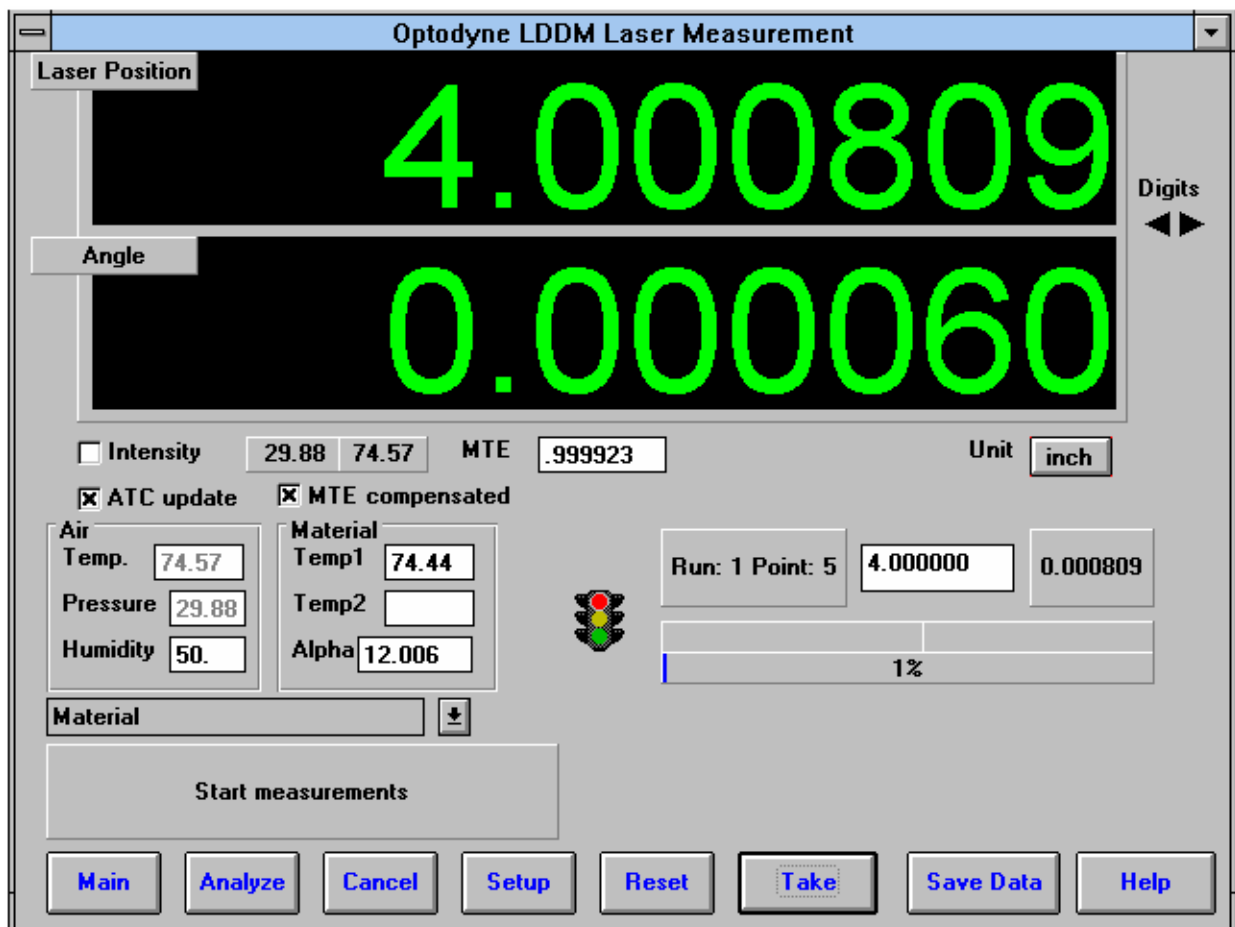 Optodyne LDDM Laser Measurement
Laser Position
4.000809
Digits
Angle
0.000060
Intensity 29.88 74.57 MTE .999923 Unit inch
ATC update MTE compensated
Air Material
Temp. 74.57 Temp1 74.44
Run: 1 Point: 5 4.000000 0.000809
Pressure 29.88 Temp2
Humidity 50. Alpha 12.006
1%
Material
Start measurements
Main Analyze Cancel Setup Reset Take Save Data Help